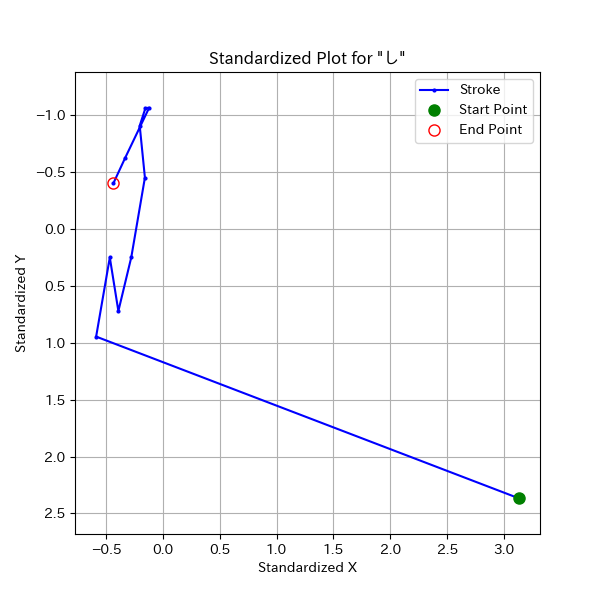 Standardized Plot for "し"
Stroke
Start Point
End Point
−1.0
−0.5
0.0
0.5
1.0
1.5
2.0
2.5
Standardized Y
−0.5 0.0 0.5 1.0 1.5 2.0 2.5 3.0
Standardized X